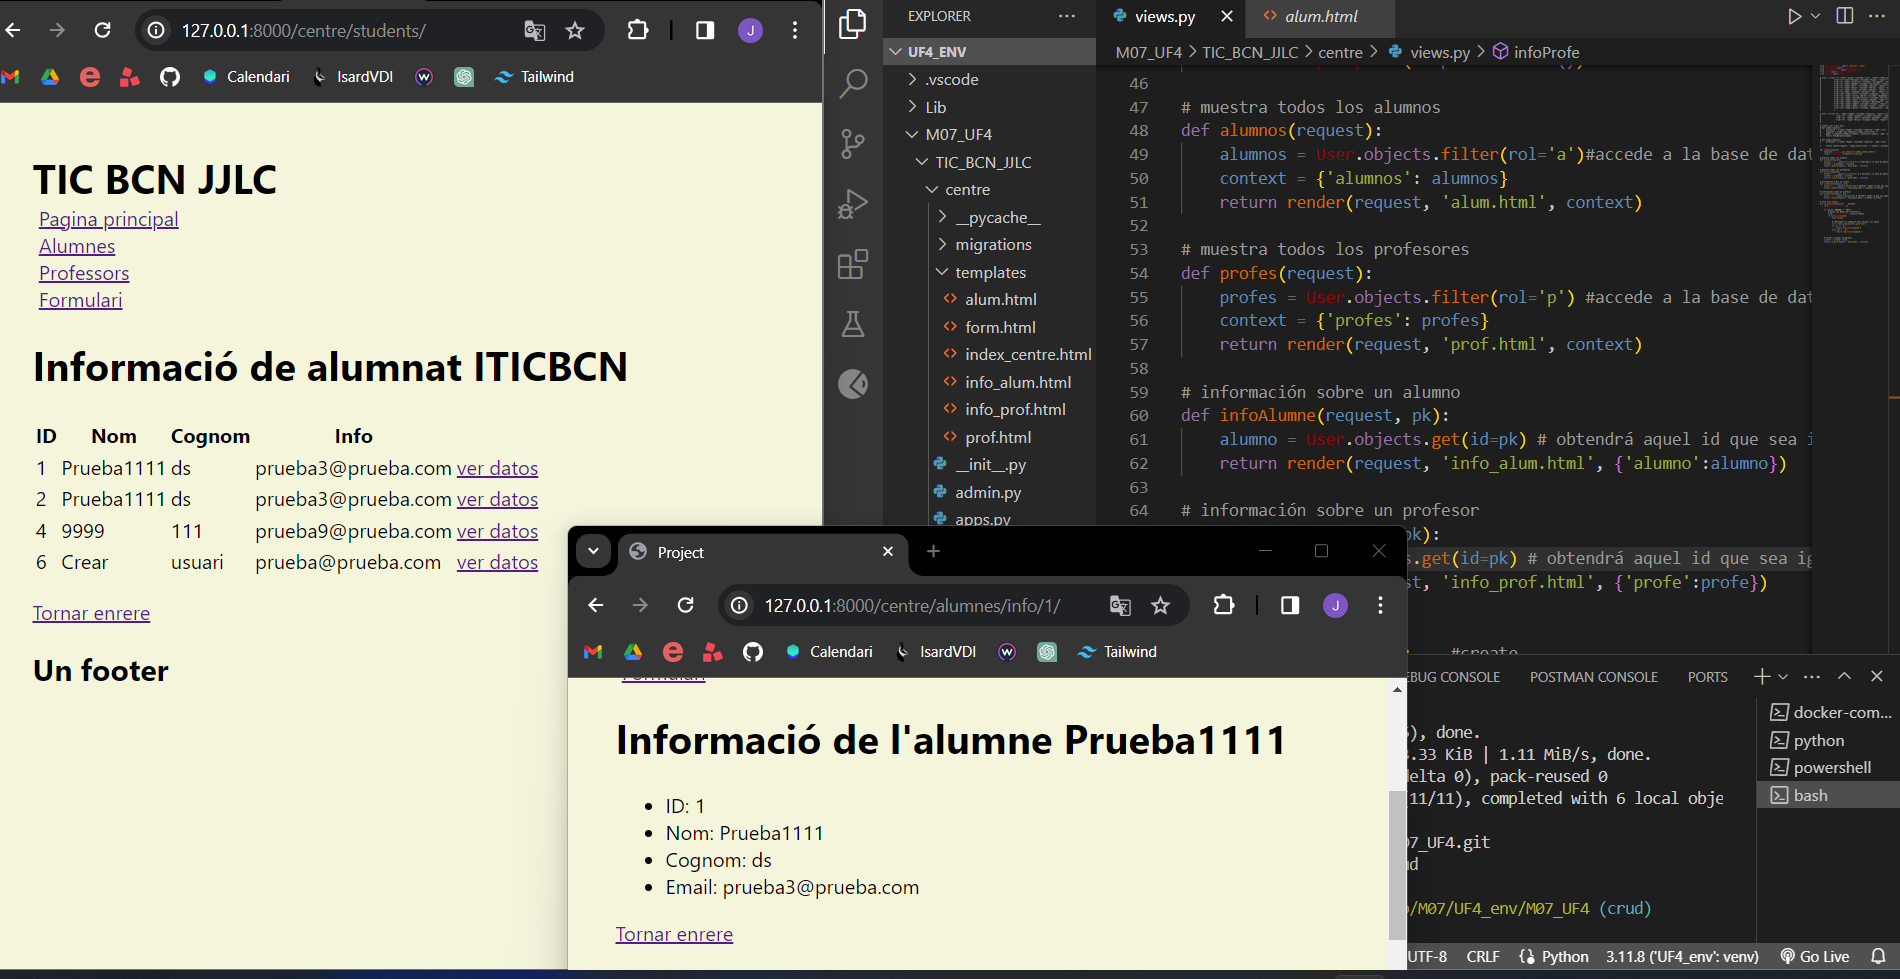 127.0.0.1:8000/centre/students/
J
Calendari
IsardVDI
Tailwind
TIC BCN JJLC
Pagina principal
Alumnes
Professors
Formulari
Informació de alumnat ITICBCN
ID Nom Cognom Info
1 Prueba1111 ds prueba3@prueba.com ver datos
2 Prueba1111 ds prueba3@prueba.com ver datos
4 9999 111 prueba9@prueba.com ver datos
6 Crear usuari prueba@prueba.com ver datos
Tornar enrere
Un footer
EXPLORER
UF4_ENV
.vscode
Lib
M07_UF4
TIC_BCN_JJLC
centre
__pycache__
migrations
templates
alum.html
form.html
index_centre.html
info_alum.html
info_prof.html
prof.html
__init__.py
admin.py
apps.py
views.py
alum.html
M07_UF4 > TIC_BCN_JJLC > centre > views.py > infoProfe
46
47 # muestra todos los alumnos
48 def alumnos(request):
49 alumnos = User.objects.filter(rol='a')#accede a la base de dat
50 context = {'alumnos': alumnos}
51 return render(request, 'alum.html', context)
52
53 # muestra todos los profesores
54 def profes(request):
55 profes = User.objects.filter(rol='p') #accede a la base de dat
56 context = {'profes': profes}
57 return render(request, 'prof.html', context)
58
59 # información sobre un alumno
60 def infoAlumne(request, pk):
61 alumno = User.objects.get(id=pk) # obtendrá aquel id que sea i
62 return render(request, 'info_alum.html', {'alumno':alumno})
63
64 # información sobre un profesor
pk):
s.get(id=pk) # obtendrá aquel id que sea ig
st, 'info_prof.html', {'profe':profe})
#create
Project
127.0.0.1:8000/centre/alumnes/info/1/
J
Calendari
IsardVDI
Tailwind
Formulari
Informació de l'alumne Prueba1111
ID: 1
Nom: Prueba1111
Cognom: ds
Email: prueba3@prueba.com
Tornar enrere
EBUG CONSOLE
POSTMAN CONSOLE
PORTS
), done.
.33 KiB | 1.11 MiB/s, done.
delta 0), pack-reused 0
(11/11), completed with 6 local obje
07_UF4.git
ud
/M07/UF4_env/M07_UF4 (crud)
docker-com...
python
powershell
bash
UTF-8
CRLF
Python
3.11.8 ('UF4_env': venv)
Go Live